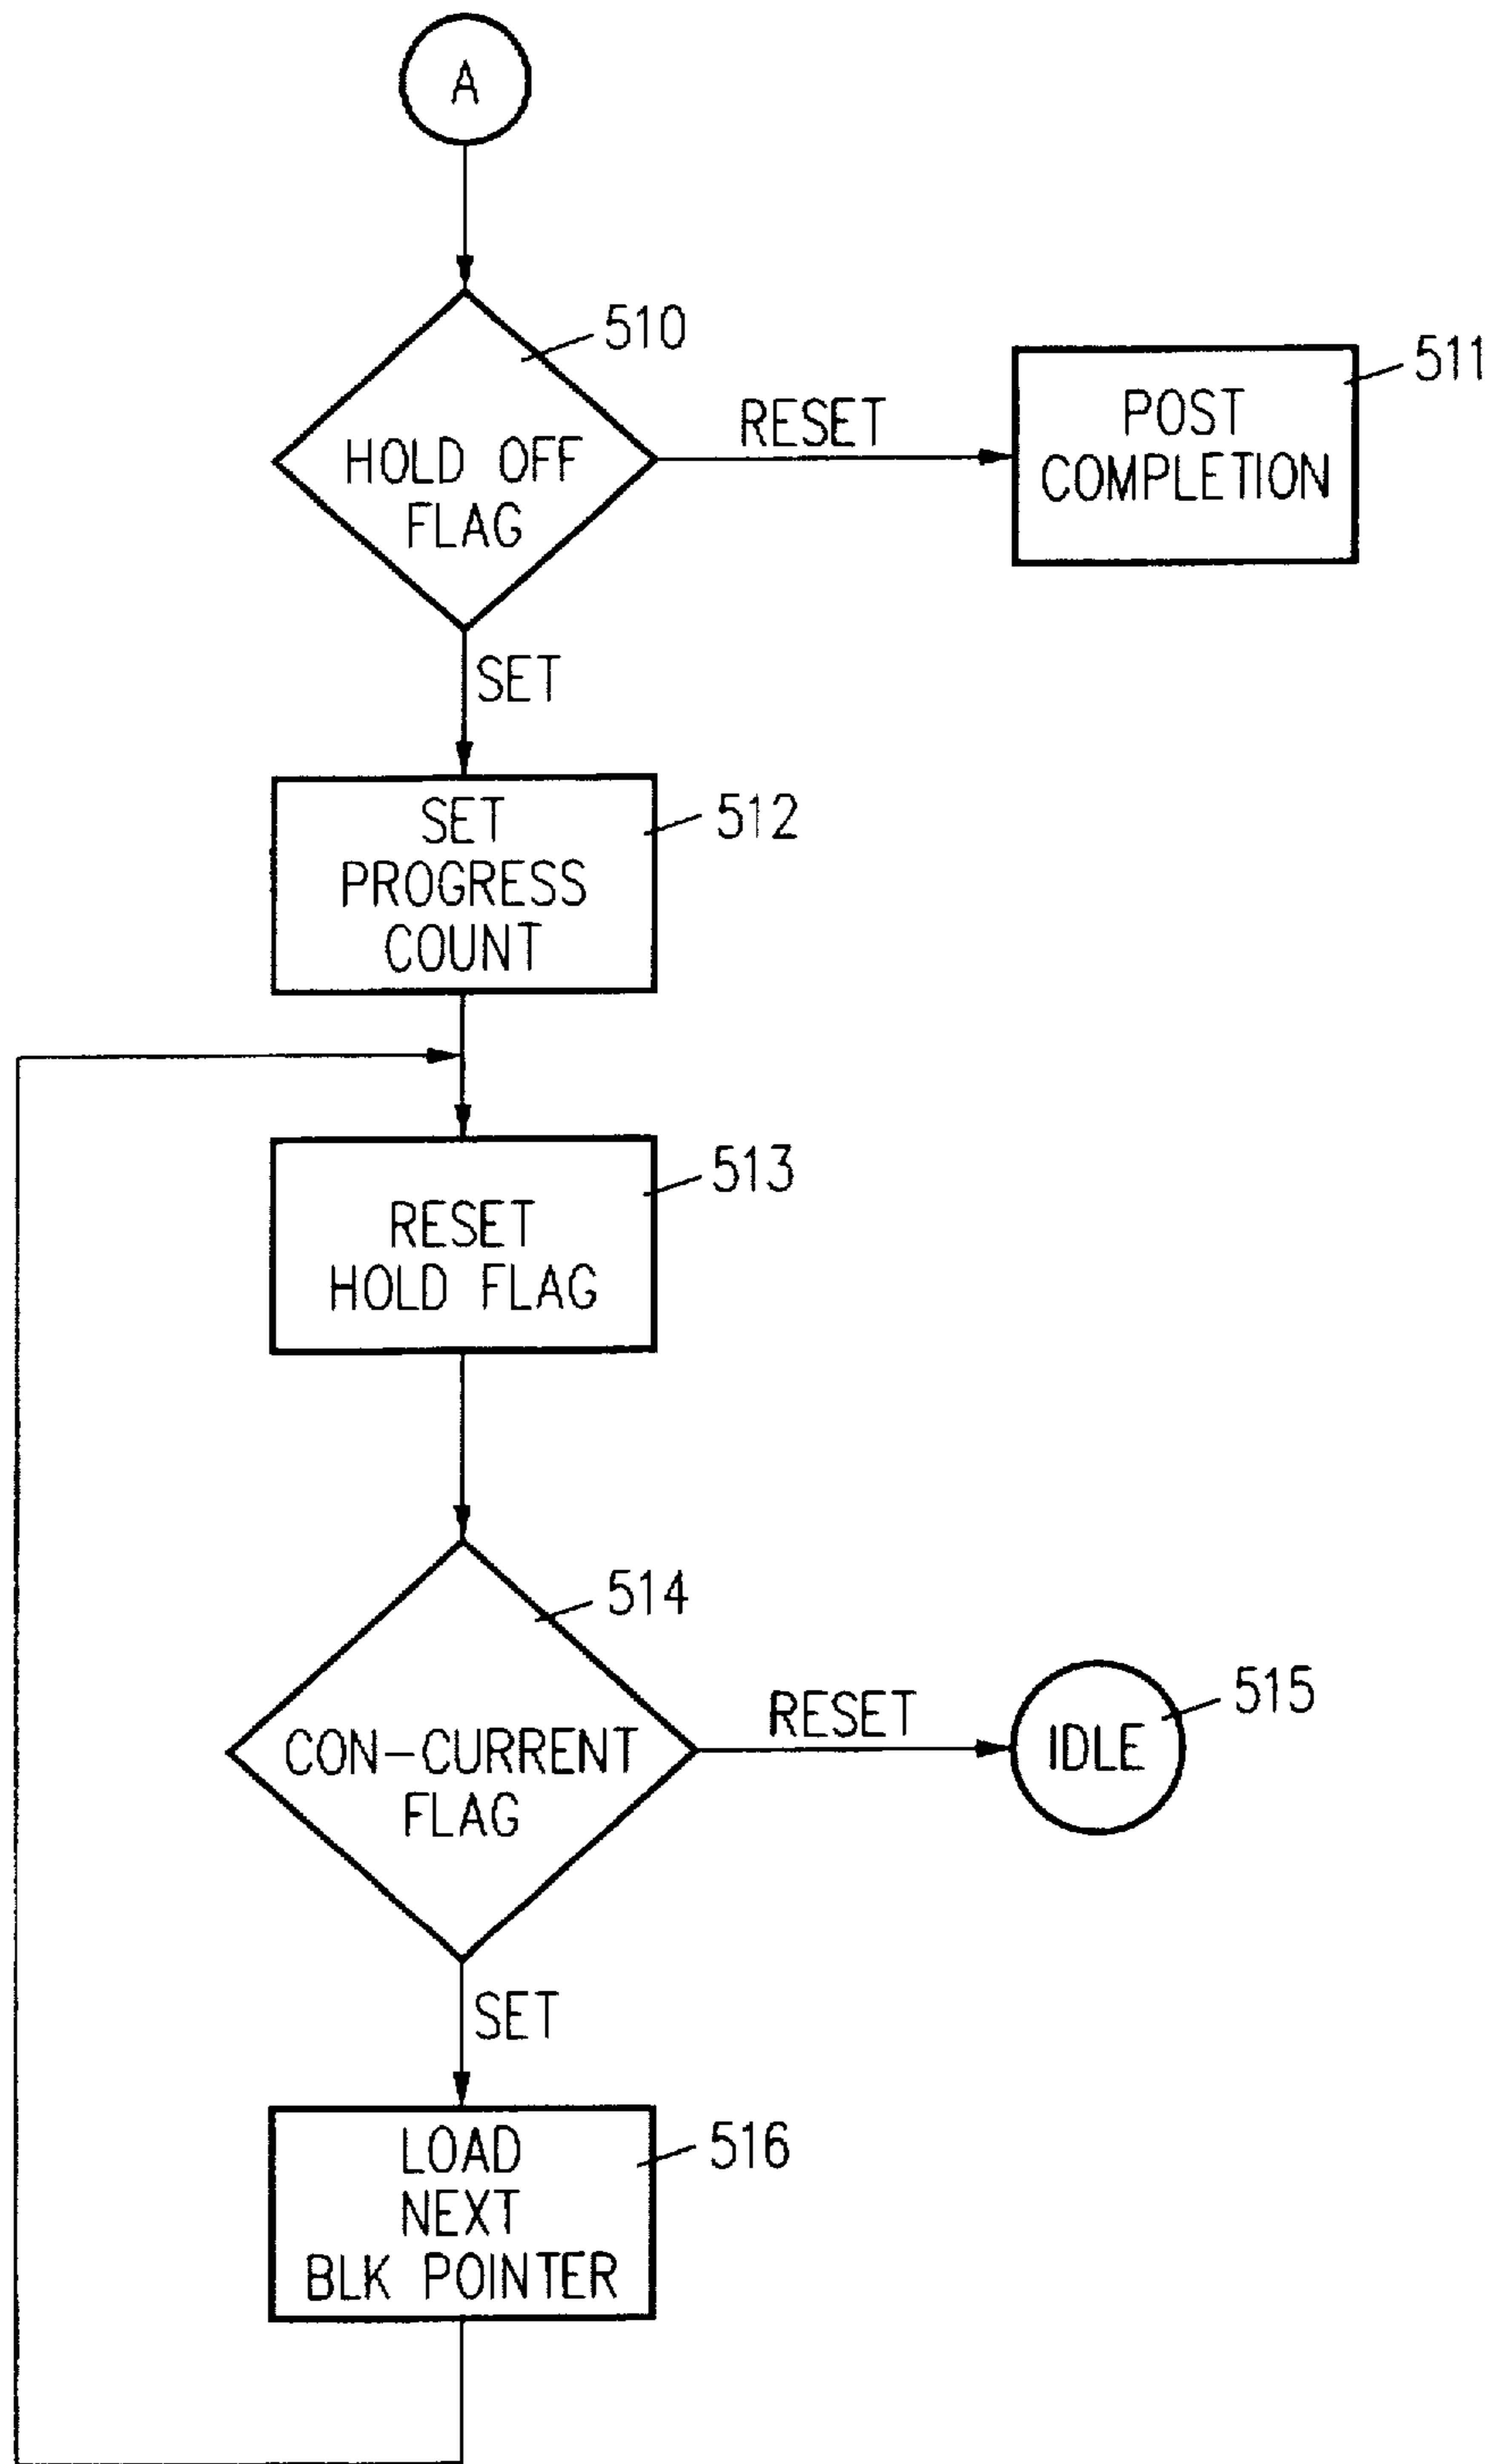 A
510
HOLD OFF
FLAG
RESET
511
POST
COMPLETION
SET
512
SET
PROGRESS
COUNT
513
RESET
HOLD FLAG
514
CON-CURRENT
FLAG
RESET
515
IDLE
SET
516
LOAD
NEXT
BLK POINTER